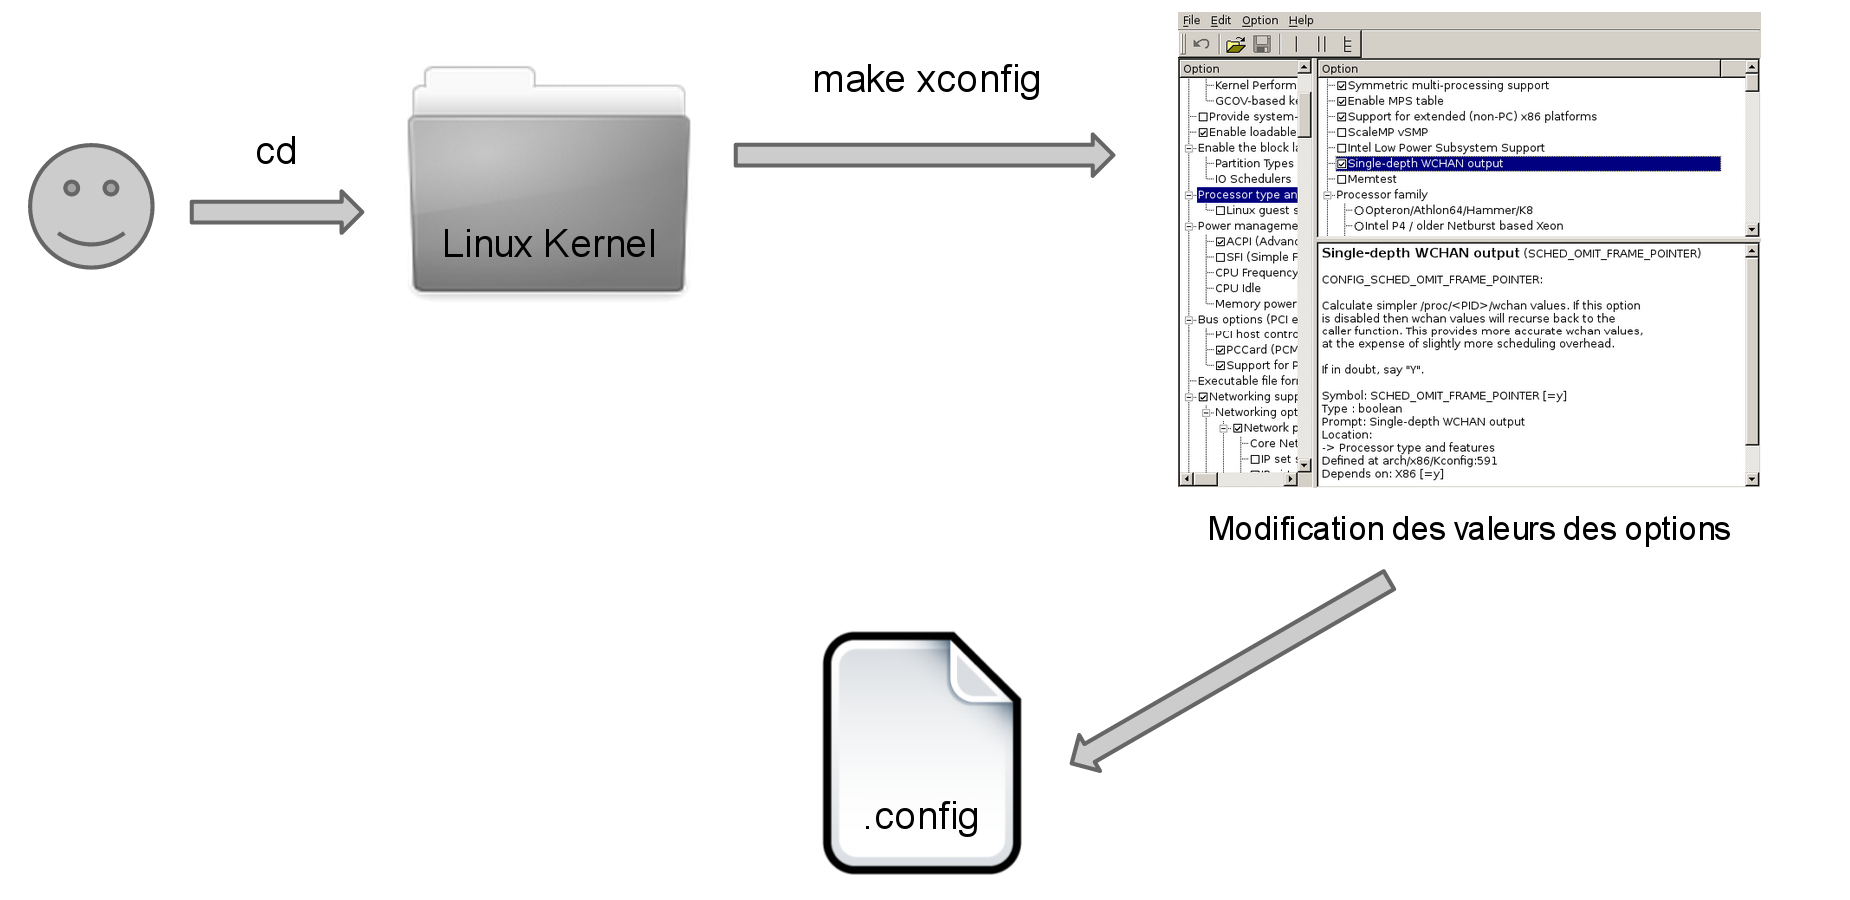 cd
Linux Kernel
make xconfig
File Edit Option Help
Option
Kernel Perform
GCOV-based ke
Provide system-
Enable loadable
Enable the block la
Partition Types
IO Schedulers
Processor type an
Linux guest s
Power manageme
ACPI (Advanc
SFI (Simple F
CPU Frequency
CPU Idle
Memory power
Bus options (PCI e
PCI host contro
PCCard (PCM
Support for P
Executable file for
Networking supp
Networking opt
Network p
Core Net
IP set s
Option
Symmetric multi-processing support
Enable MPS table
Support for extended (non-PC) x86 platforms
ScaleMP vSMP
Intel Low Power Subsystem Support
Single-depth WCHAN output
Memtest
Processor family
Opteron/Athlon64/Hammer/K8
Intel P4 / older Netburst based Xeon
Single-depth WCHAN output (SCHED_OMIT_FRAME_POINTER)
CONFIG_SCHED_OMIT_FRAME_POINTER:
Calculate simpler /proc/<PID>/wchan values. If this option
is disabled then wchan values will recurse back to the
caller function. This provides more accurate wchan values,
at the expense of slightly more scheduling overhead.
If in doubt, say "Y".
Symbol: SCHED_OMIT_FRAME_POINTER [=y]
Type : boolean
Prompt: Single-depth WCHAN output
Location:
-> Processor type and features
Defined at arch/x86/Kconfig:591
Depends on: X86 [=y]
Modification des valeurs des options
.config